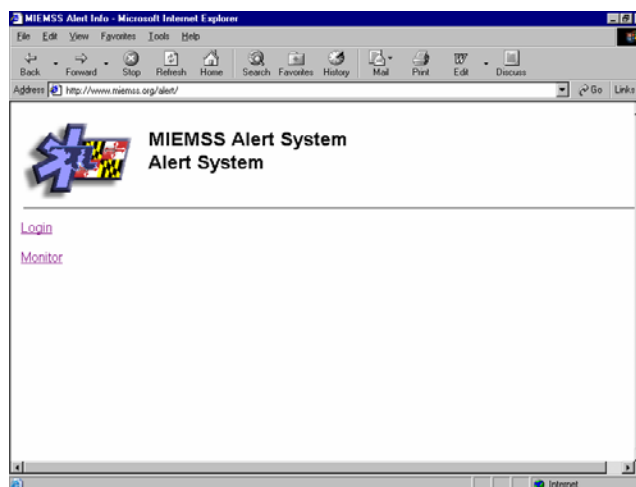 MIEMSS Alert Info - Microsoft Internet Explorer
File Edit View Favorites Tools Help
Back Forward Stop Refresh Home Search Favorites History Mail Print Edit Discuss
Address http://www.miemss.org/alert/ Go Links
MIEMSS Alert System
Alert System
Login
Monitor
Internet